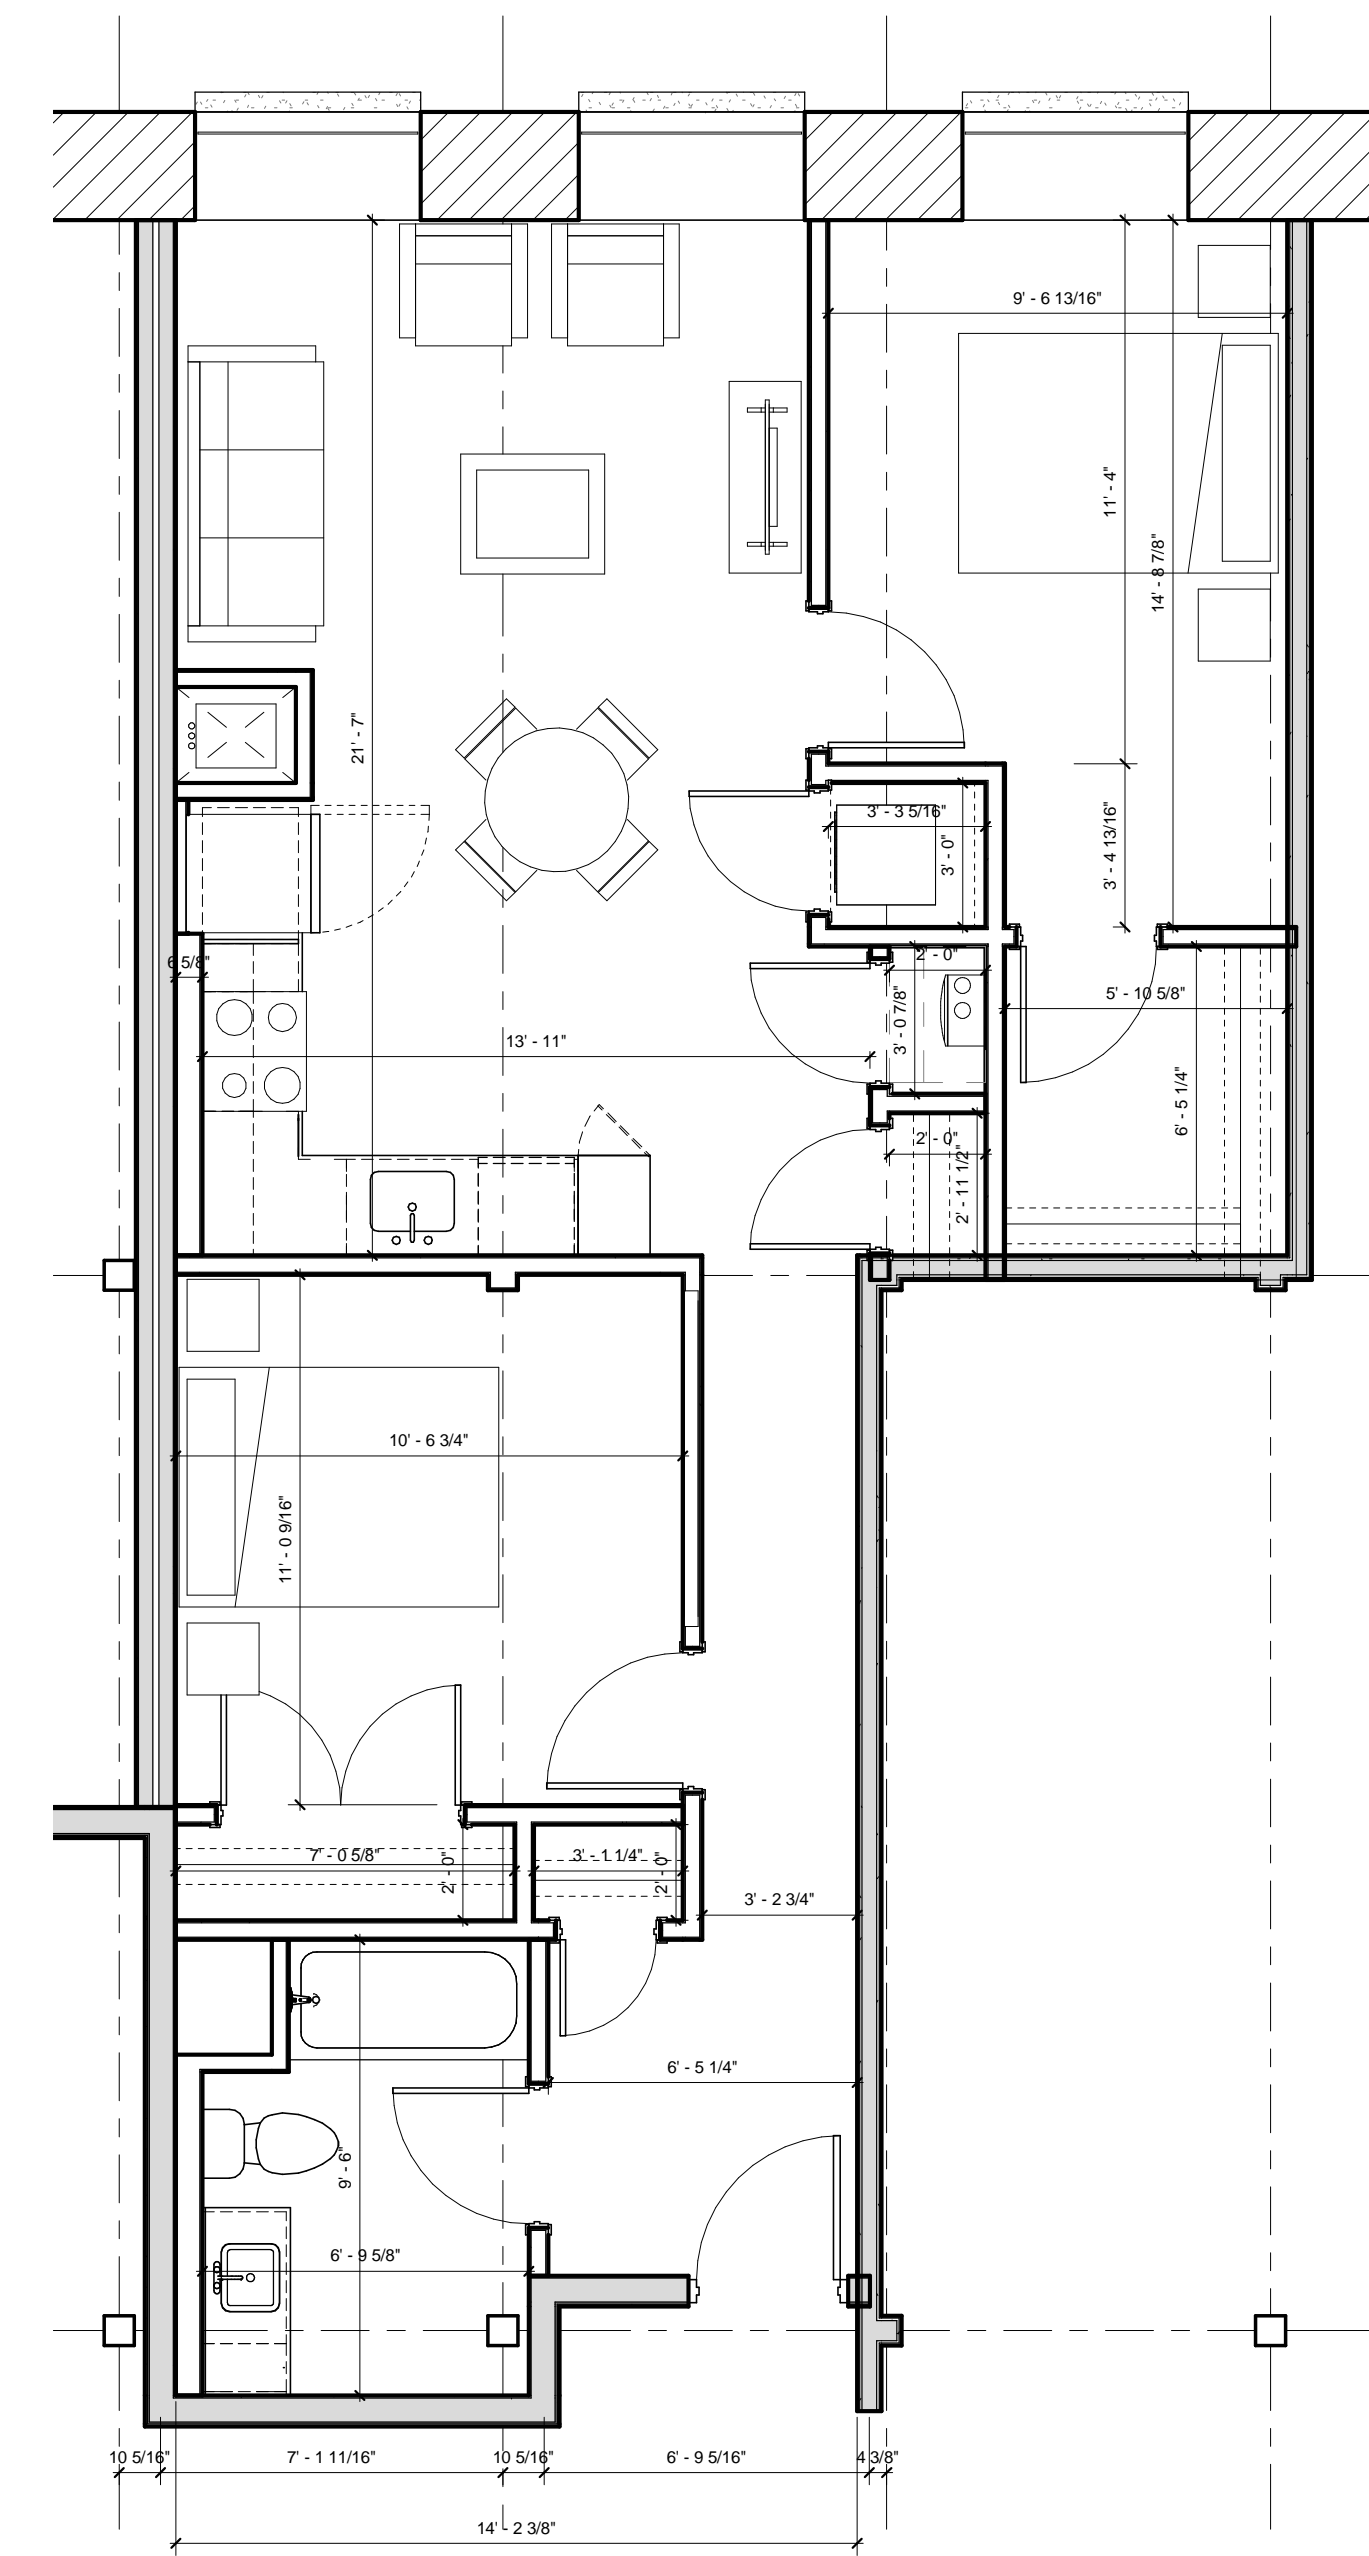 9' - 6 13/16"
11' - 4"
14' - 8 7/8"
21' - 7"
3' - 3 5/16"
3' - 0"
3' - 4 13/16"
6 5/8"
2' - 0"
5' - 10 5/8"
3' - 0 7/8"
13' - 11"
6' - 5 1/4"
2' - 0"
2' - 11 1/2"
10' - 6 3/4"
11' - 0 9/16"
7' - 0 5/8"
2' - 0"
3' - 1 1/4"
2' - 0"
3' - 2 3/4"
6' - 5 1/4"
9' - 6"
6' - 9 5/8"
10 5/16"
7' - 1 11/16"
10 5/16"
6' - 9 5/16"
4 3/8"
14' - 2 3/8"